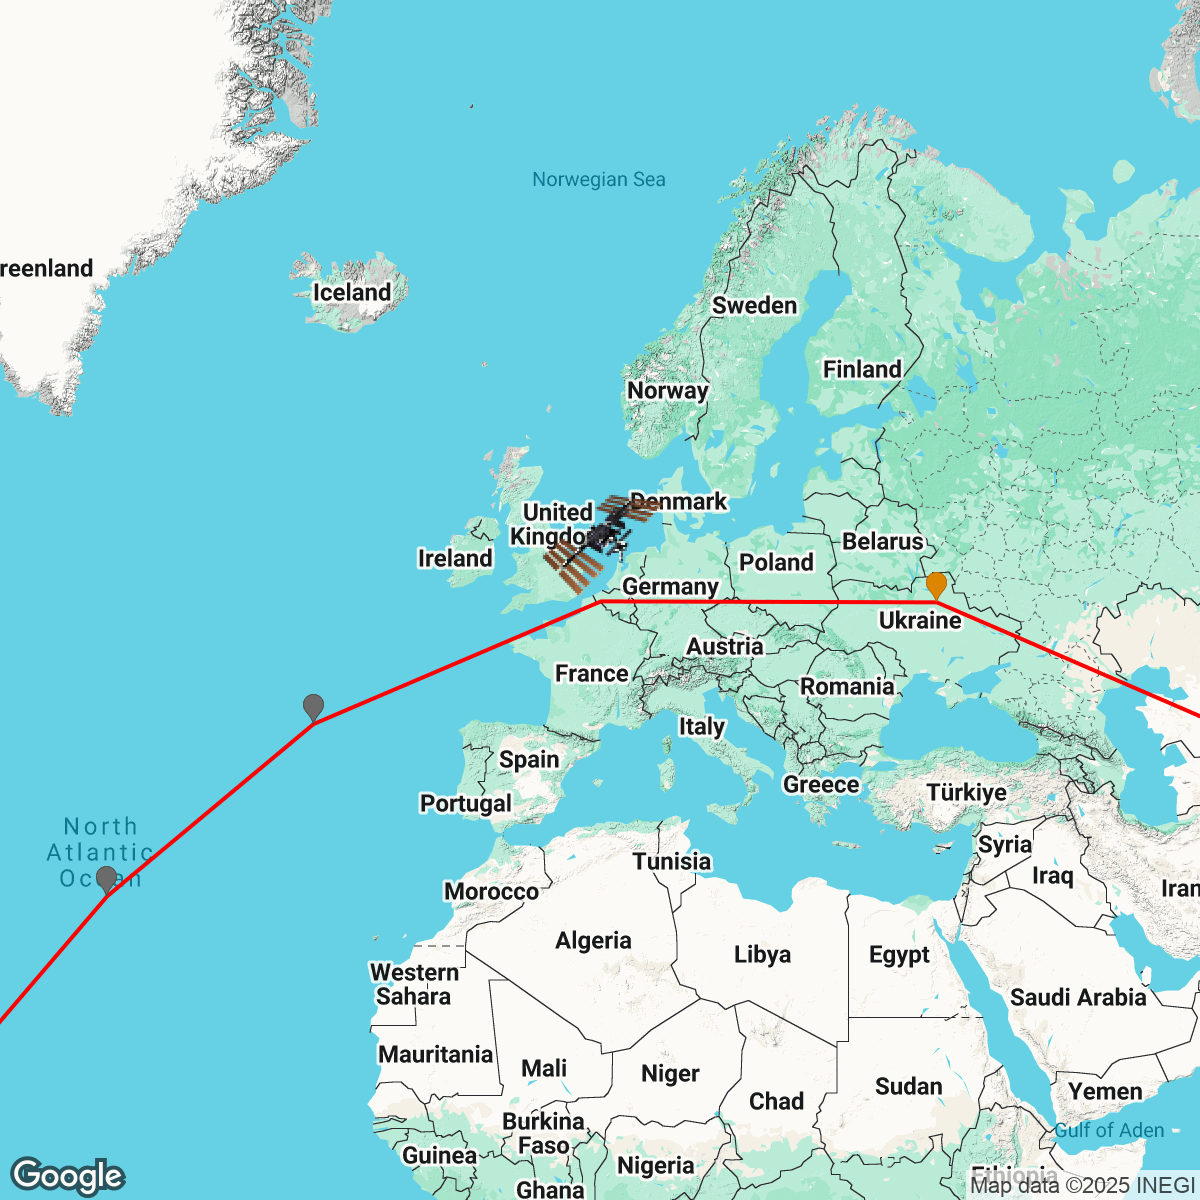 Norwegian Sea
reenland
Iceland
Sweden
Finland
Norway
Denmark
United
Kingdo
Ireland
Belarus
Poland
Germany
Ukraine
Austria
France
Romania
Italy
Spain
Greece
Türkiye
Portugal
North
Atlantic
Ocean
Syria
Tunisia
Iraq
Iran
Morocco
Algeria
Libya
Egypt
Western
Sahara
Saudi Arabia
Mauritania
Mali
Niger
Sudan
Chad
Yemen
Burkina
Faso
Gulf of Aden
Guinea
Nigeria
Ethiopia
Ghana
Google
Map data ©2025 INEGI